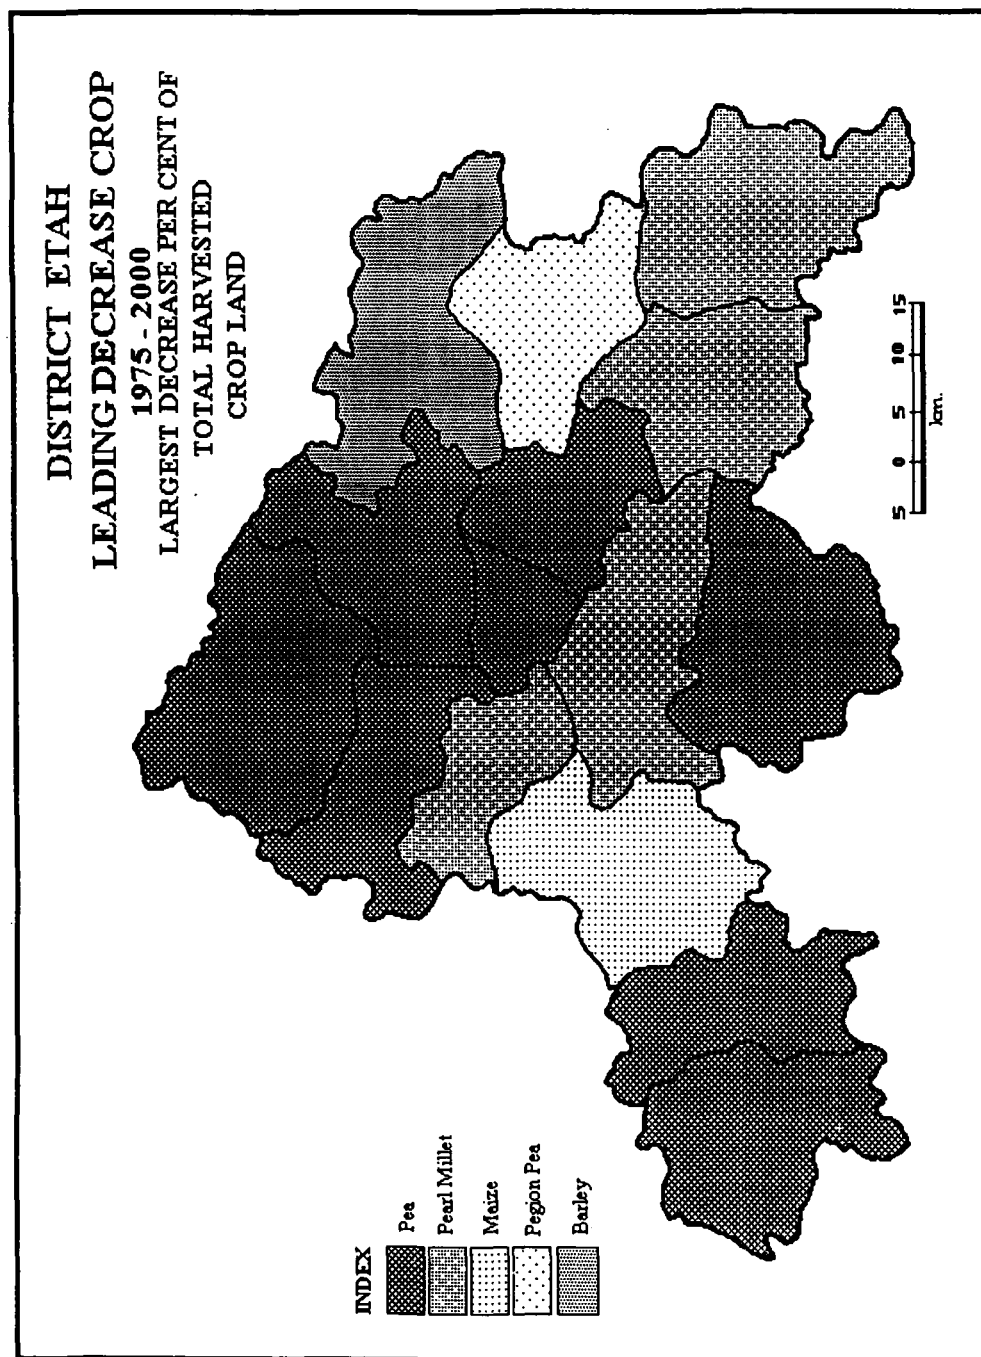 DISTRICT ETAH
LEADING DECREASE CROP
1975 - 2000
LARGEST DECREASE PER CENT OF
TOTAL HARVESTED
CROP LAND
INDEX
Pea
Pearl Millet
Maize
Pegion Pea
Barley
5 0 5 10 15
km.